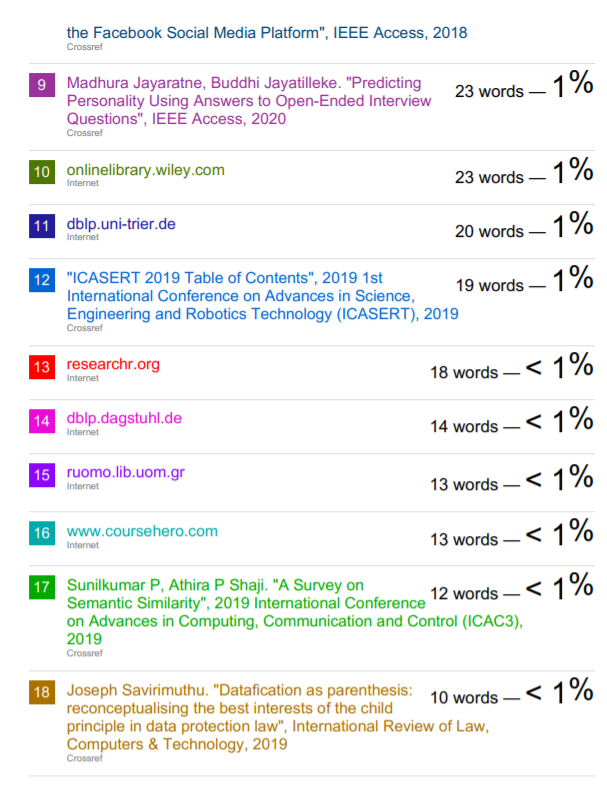 the Facebook Social Media Platform", IEEE Access, 2018
Crossref
9 Madhura Jayaratne, Buddhi Jayatilleke. "Predicting
Personality Using Answers to Open-Ended Interview
Questions", IEEE Access, 2020
Crossref
23 words — 1%
10 onlinelibrary.wiley.com
Internet
23 words — 1%
11 dblp.uni-trier.de
Internet
20 words — 1%
12 "ICASERT 2019 Table of Contents", 2019 1st
International Conference on Advances in Science,
Engineering and Robotics Technology (ICASERT), 2019
Crossref
19 words — 1%
13 researchr.org
Internet
18 words — < 1%
14 dblp.dagstuhl.de
Internet
14 words — < 1%
15 ruomo.lib.uom.gr
Internet
13 words — < 1%
16 www.coursehero.com
Internet
13 words — < 1%
17 Sunilkumar P, Athira P Shaji. "A Survey on
Semantic Similarity", 2019 International Conference
on Advances in Computing, Communication and Control (ICAC3),
2019
Crossref
12 words — < 1%
18 Joseph Savirimuthu. "Datafication as parenthesis:
reconceptualising the best interests of the child
principle in data protection law", International Review of Law,
Computers & Technology, 2019
Crossref
10 words — < 1%